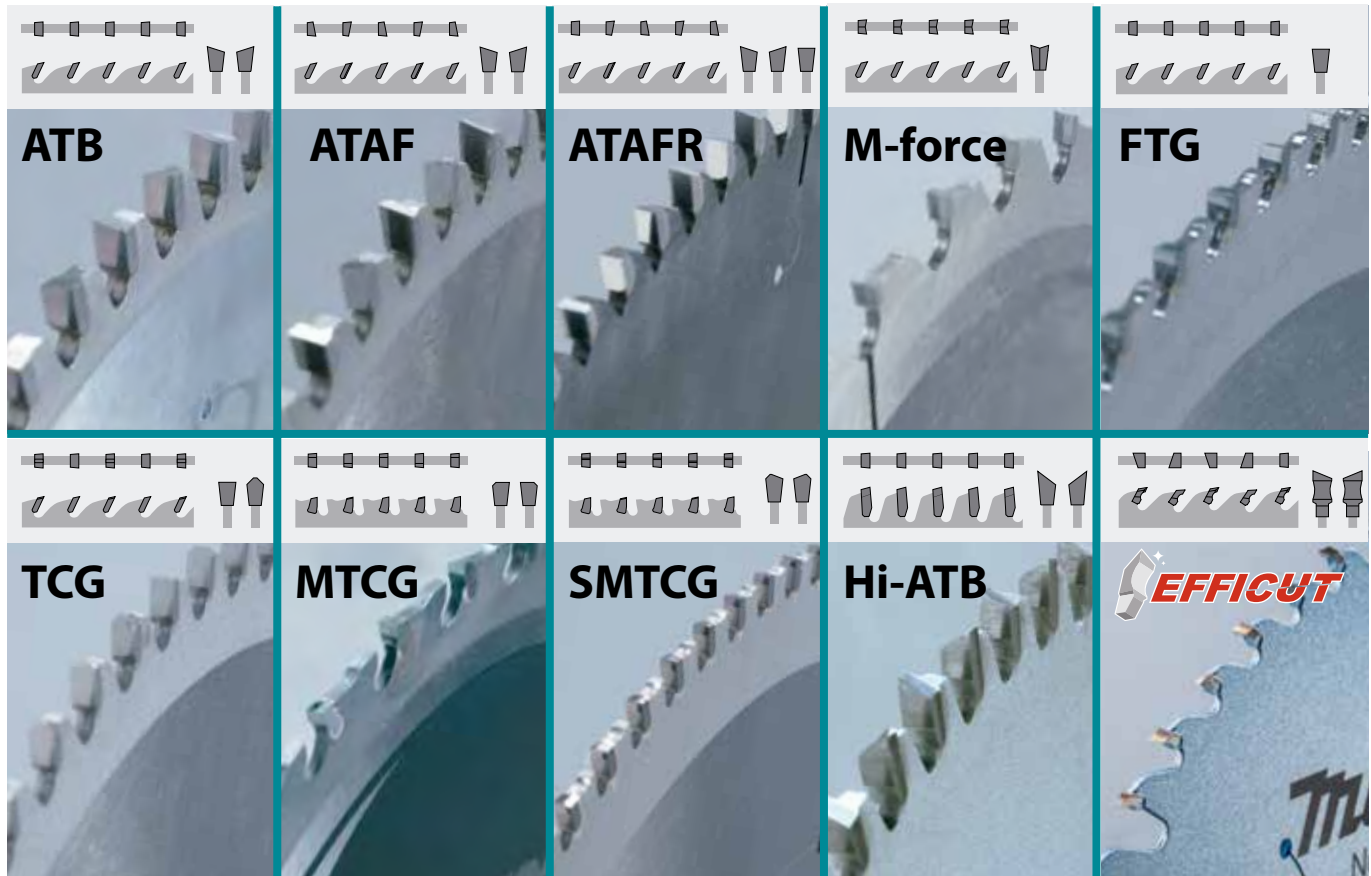 ATB
ATAF
ATAFR
M-force
FTG
TCG
MTCG
SMTCG
Hi-ATB
EFFICUT